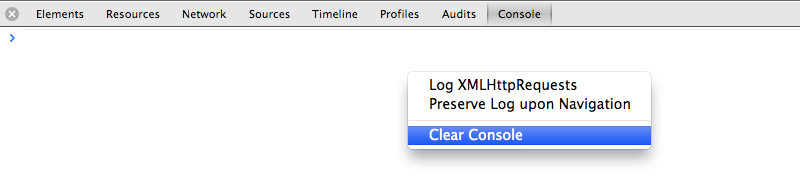 Elements Resources Network Sources Timeline Profiles Audits Console
Log XMLHttpRequests
Preserve Log upon Navigation
Clear Console